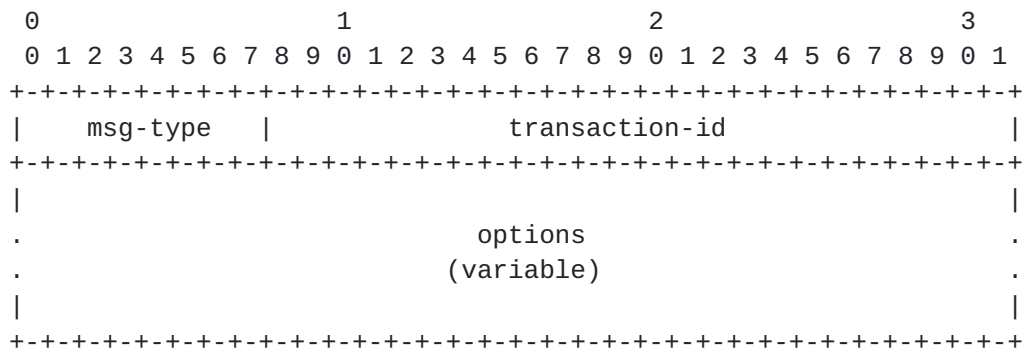 0                   1                   2                   3
0 1 2 3 4 5 6 7 8 9 0 1 2 3 4 5 6 7 8 9 0 1 2 3 4 5 6 7 8 9 0 1
+-+-+-+-+-+-+-+-+-+-+-+-+-+-+-+-+-+-+-+-+-+-+-+-+-+-+-+-+-+-+-+-+
|    msg-type   |               transaction-id                  |
+-+-+-+-+-+-+-+-+-+-+-+-+-+-+-+-+-+-+-+-+-+-+-+-+-+-+-+-+-+-+-+-+
|                                                               |
.                            options                            .
.                           (variable)                          .
|                                                               |
+-+-+-+-+-+-+-+-+-+-+-+-+-+-+-+-+-+-+-+-+-+-+-+-+-+-+-+-+-+-+-+-+